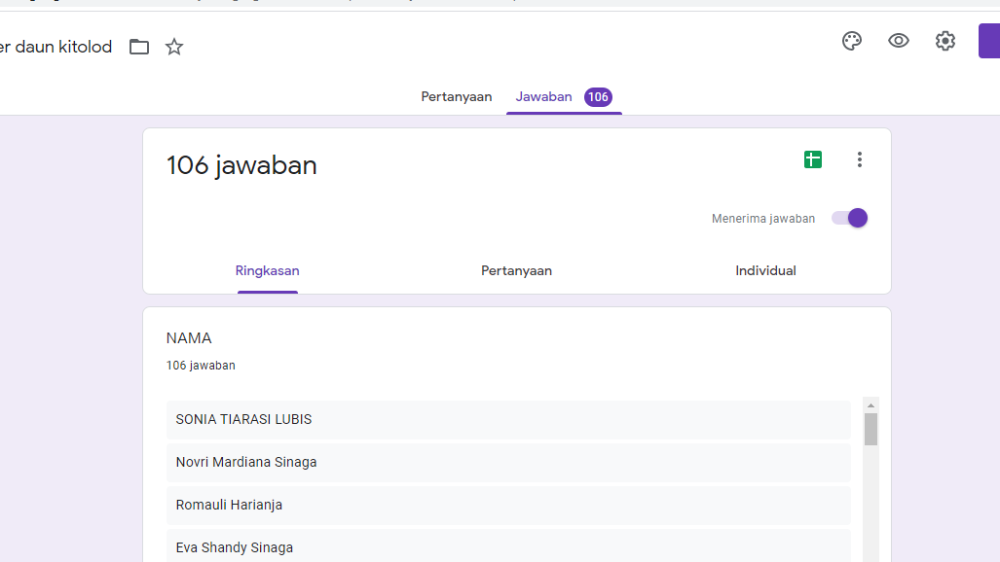 er daun kitolod
Pertanyaan
Jawaban 106
106 jawaban
Menerima jawaban
Ringkasan
Pertanyaan
Individual
NAMA
106 jawaban
SONIA TIARASI LUBIS
Novri Mardiana Sinaga
Romauli Harianja
Eva Shandy Sinaga